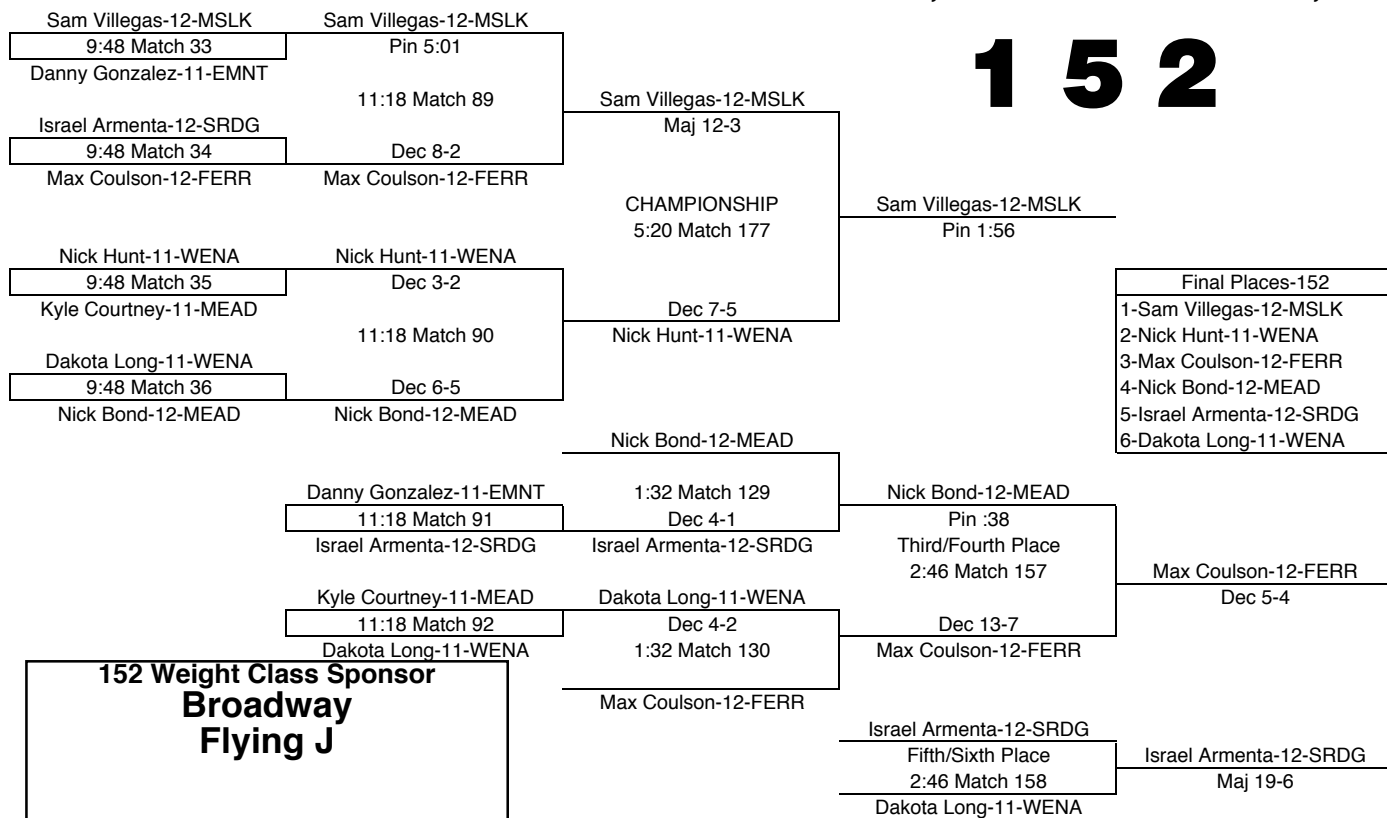 152
Sam Villegas-12-MSLK
9:48 Match 33
Danny Gonzalez-11-EMNT
Israel Armenta-12-SRDG
9:48 Match 34
Max Coulson-12-FERR
Nick Hunt-11-WENA
9:48 Match 35
Kyle Courtney-11-MEAD
Dakota Long-11-WENA
9:48 Match 36
Nick Bond-12-MEAD
Sam Villegas-12-MSLK
Pin 5:01
11:18 Match 89
Dec 8-2
Max Coulson-12-FERR
Nick Hunt-11-WENA
Dec 3-2
11:18 Match 90
Dec 6-5
Nick Bond-12-MEAD
Sam Villegas-12-MSLK
Maj 12-3
CHAMPIONSHIP
5:20 Match 177
Dec 7-5
Nick Hunt-11-WENA
Sam Villegas-12-MSLK
Pin 1:56
Final Places-152
1-Sam Villegas-12-MSLK
2-Nick Hunt-11-WENA
3-Max Coulson-12-FERR
4-Nick Bond-12-MEAD
5-Israel Armenta-12-SRDG
6-Dakota Long-11-WENA
Danny Gonzalez-11-EMNT
11:18 Match 91
Israel Armenta-12-SRDG
Kyle Courtney-11-MEAD
11:18 Match 92
Dakota Long-11-WENA
Nick Bond-12-MEAD
1:32 Match 129
Dec 4-1
Israel Armenta-12-SRDG
Dakota Long-11-WENA
Dec 4-2
1:32 Match 130
Max Coulson-12-FERR
Nick Bond-12-MEAD
Pin :38
Third/Fourth Place
2:46 Match 157
Dec 13-7
Max Coulson-12-FERR
Max Coulson-12-FERR
Dec 5-4
Israel Armenta-12-SRDG
Fifth/Sixth Place
2:46 Match 158
Dakota Long-11-WENA
Israel Armenta-12-SRDG
Maj 19-6
152 Weight Class Sponsor
Broadway
Flying J